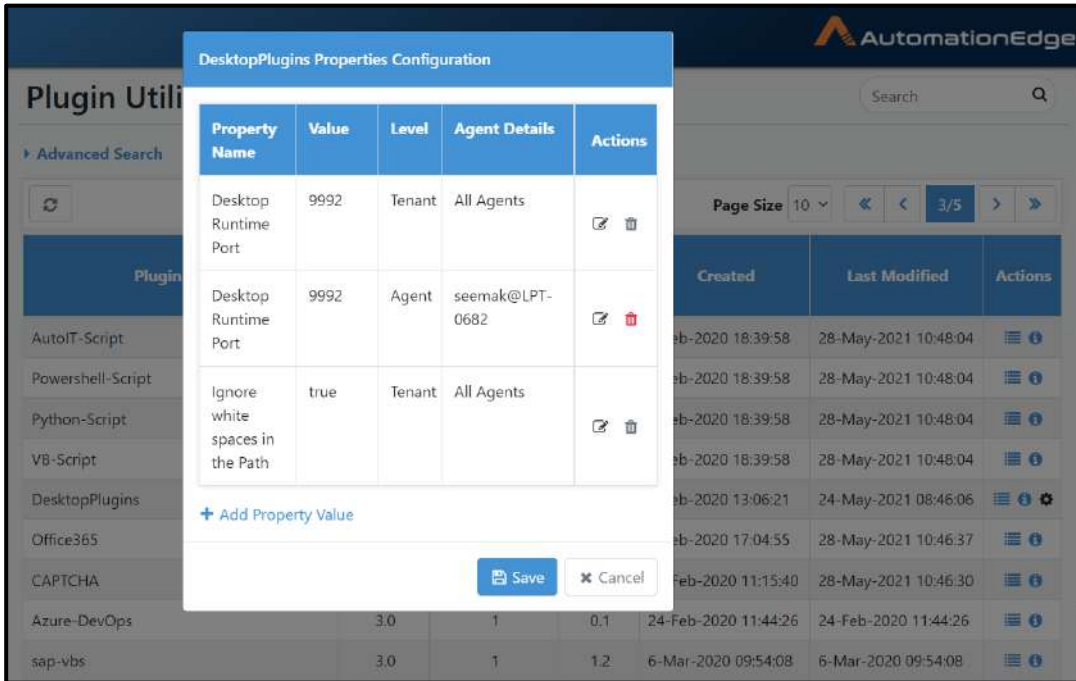 AutomationEdge
DesktopPlugins Properties Configuration
Plugin Utili
Search
Advanced Search
Property Name Value Level Agent Details Actions
Desktop Runtime Port 9992 Tenant All Agents
Desktop Runtime Port 9992 Agent seemak@LPT-0682
Ignore white spaces in the Path true Tenant All Agents
Add Property Value
Save Cancel
Page Size 10 3/5
Plugin Created Last Modified Actions
AutoIT-Script eb-2020 18:39:58 28-May-2021 10:48:04
Powershell-Script eb-2020 18:39:58 28-May-2021 10:48:04
Python-Script eb-2020 18:39:58 28-May-2021 10:48:04
VB-Script eb-2020 18:39:58 28-May-2021 10:48:04
DesktopPlugins eb-2020 13:06:21 24-May-2021 08:46:06
Office365 eb-2020 17:04:55 28-May-2021 10:46:37
CAPTCHA Feb-2020 11:15:40 28-May-2021 10:46:30
Azure-DevOps 3.0 1 0.1 24-Feb-2020 11:44:26 24-Feb-2020 11:44:26
sap-vbs 3.0 1 1.2 6-Mar-2020 09:54:08 6-Mar-2020 09:54:08